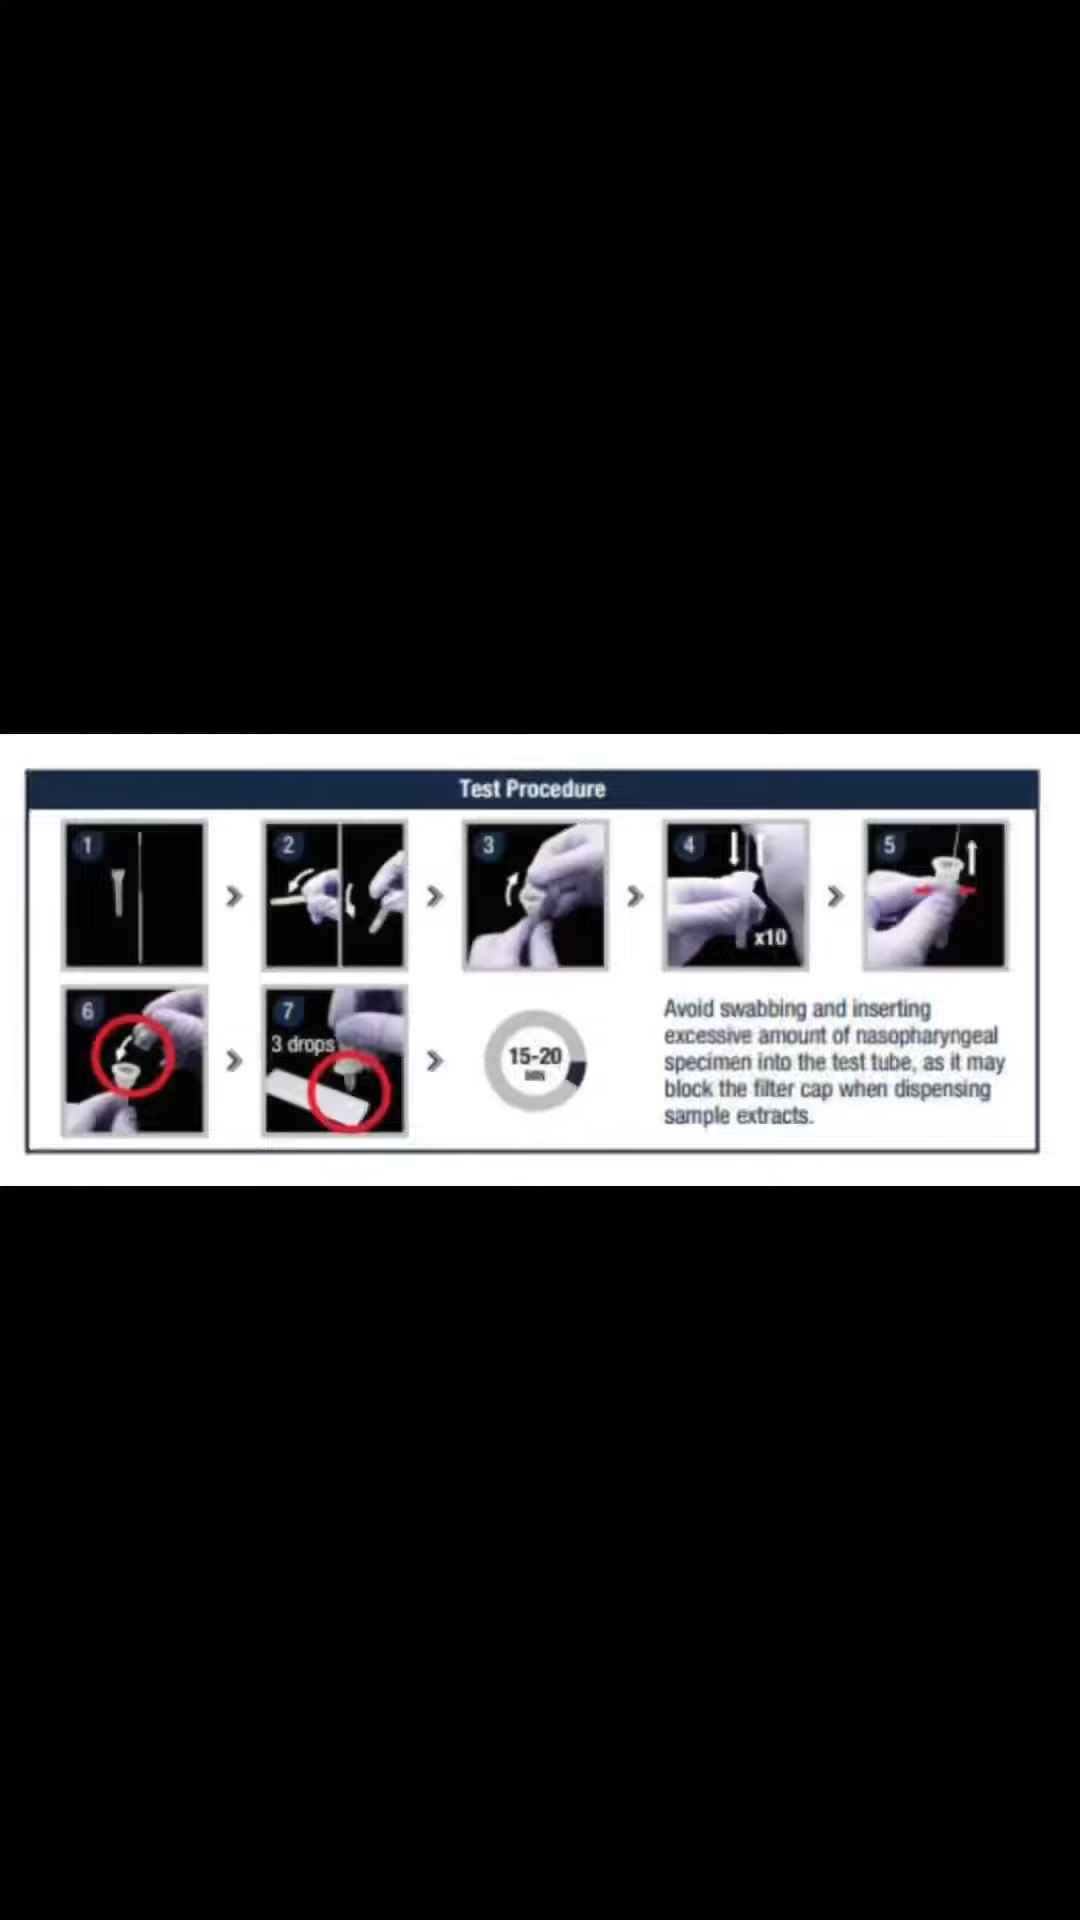 Test Procedure
1
2
3
4
x10
5
6
7
3 drops
15-20
MIN
Avoid swabbing and inserting
excessive amount of nasopharyngeal
specimen into the test tube, as it may
block the filter cap when dispensing
sample extracts.